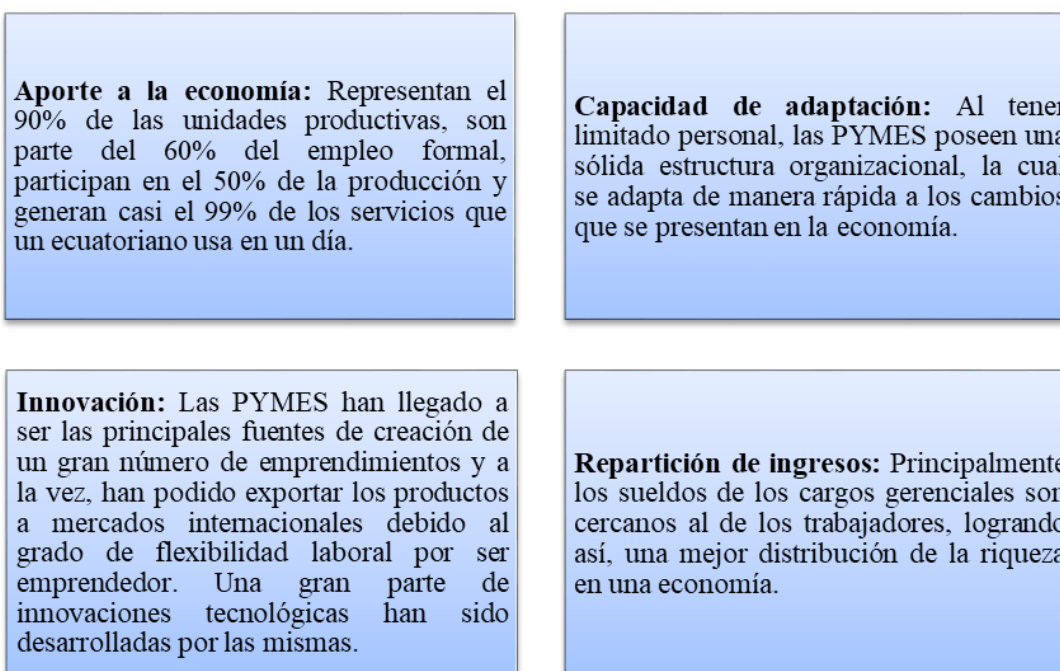 Aporte a la economía: Representan el
90% de las unidades productivas, son
parte del 60% del empleo formal,
participan en el 50% de la producción y
generan casi el 99% de los servicios que
un ecuatoriano usa en un día.
Capacidad de adaptación: Al tener
limitado personal, las PYMES poseen una
sólida estructura organizacional, la cual
se adapta de manera rápida a los cambios
que se presentan en la economía.
Innovación: Las PYMES han llegado a
ser las principales fuentes de creación de
un gran número de emprendimientos y a
la vez, han podido exportar los productos
a mercados internacionales debido al
grado de flexibilidad laboral por ser
emprendedor. Una gran parte de
innovaciones tecnológicas han sido
desarrolladas por las mismas.
Repartición de ingresos: Principalmente
los sueldos de los cargos gerenciales son
cercanos al de los trabajadores, logrando
así, una mejor distribución de la riqueza
en una economía.